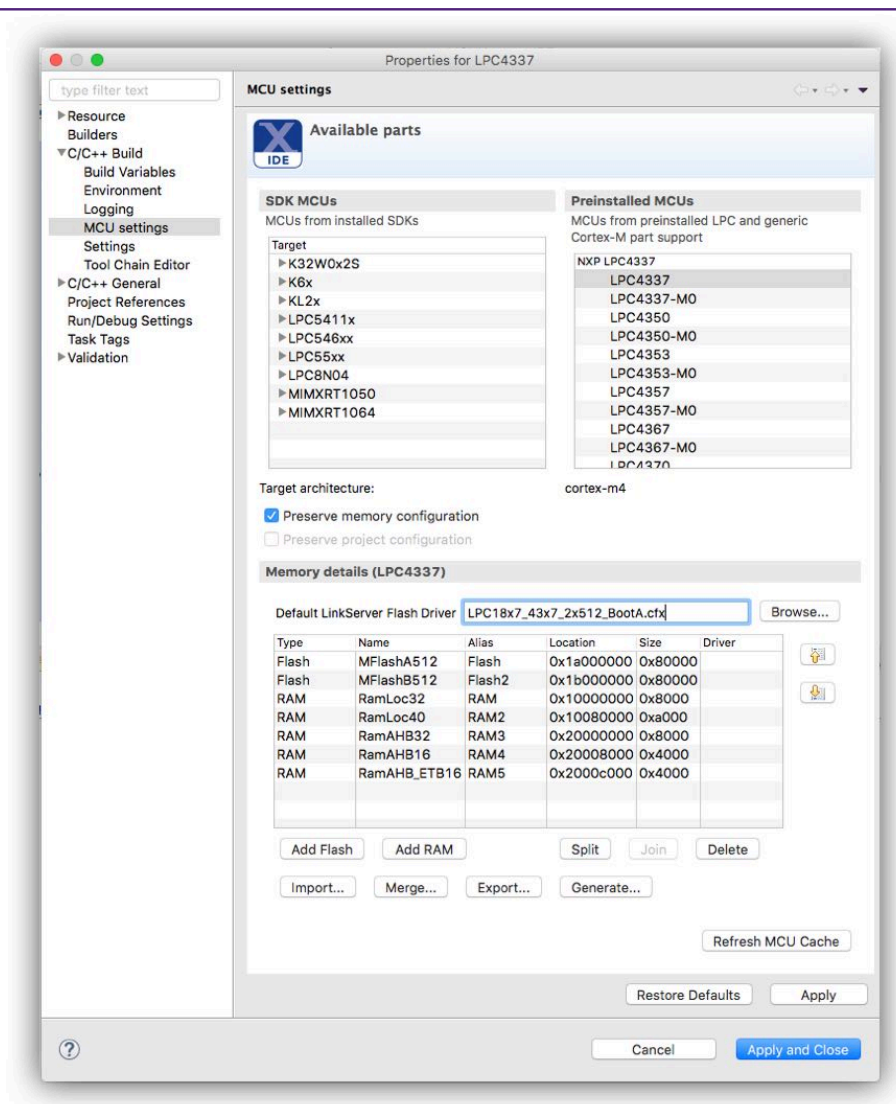 Properties for LPC4337
type filter text
Resource
Builders
C/C++ Build
Build Variables
Environment
Logging
MCU settings
Settings
Tool Chain Editor
C/C++ General
Project References
Run/Debug Settings
Task Tags
Validation
MCU settings
IDE
Available parts
SDK MCUs
MCUs from installed SDKs
Target
K32W0x2S
K6x
KL2x
LPC5411x
LPC546xx
LPC55xx
LPC8N04
MIMXRT1050
MIMXRT1064
Preinstalled MCUs
MCUs from preinstalled LPC and generic
Cortex-M part support
NXP LPC4337
LPC4337
LPC4337-M0
LPC4350
LPC4350-M0
LPC4353
LPC4353-M0
LPC4357
LPC4357-M0
LPC4367
LPC4367-M0
LPC4370
Target architecture: cortex-m4
Preserve memory configuration
Preserve project configuration
Memory details (LPC4337)
Default LinkServer Flash Driver LPC18x7_43x7_2x512_BootA.cfx Browse...
Type Name Alias Location Size Driver
Flash MFlashA512 Flash 0x1a000000 0x80000
Flash MFlashB512 Flash2 0x1b000000 0x80000
RAM RamLoc32 RAM 0x10000000 0x8000
RAM RamLoc40 RAM2 0x10080000 0xa000
RAM RamAHB32 RAM3 0x20000000 0x8000
RAM RamAHB16 RAM4 0x20008000 0x4000
RAM RamAHB_ETB16 RAM5 0x2000c000 0x4000
Add Flash Add RAM Split Join Delete
Import... Merge... Export... Generate...
Refresh MCU Cache
Restore Defaults Apply
? Cancel Apply and Close